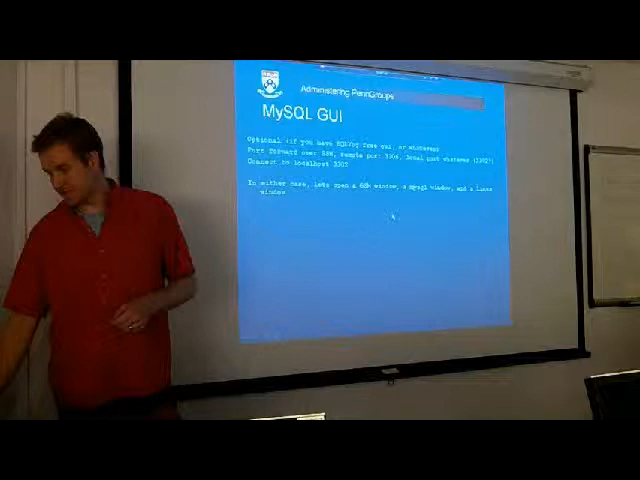 Administering PennGroups
MySQL GUI
Optional (if you have SQLYog free gui, or whatever)
Port forward over SSH, remote port 3306, local port whatever (3307?)
Connect to localhost 3307
In either case, lets open a SSH window, a mysql window, and a linux
window